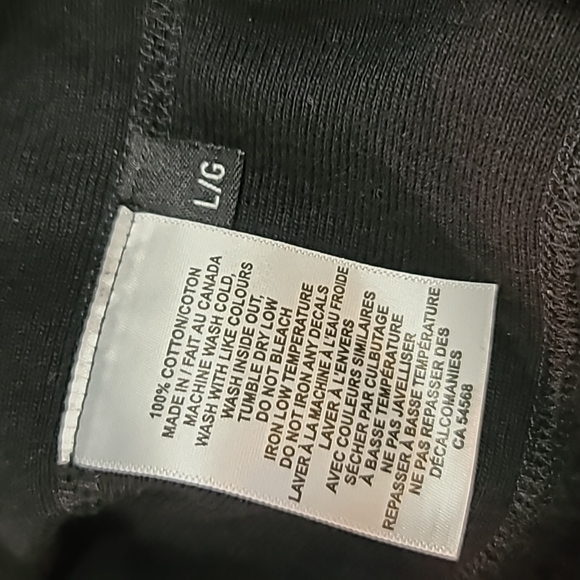 L/G
100% COTTON/COTON
MADE IN / FAIT AU CANADA
MACHINE WASH COLD,
WASH WITH LIKE COLOURS
WASH INSIDE OUT,
TUMBLE DRY LOW
DO NOT BLEACH
IRON LOW TEMPERATURE
DO NOT IRON ANY DECALS
LAVER À LA MACHINE À L'EAU FROIDE
LAVER À L'ENVERS
AVEC COULEURS SIMILAIRES
SÉCHER PAR CULBUTAGE
À BASSE TEMPÉRATURE
NE PAS JAVELLISER
REPASSER À BASSE TEMPÉRATURE
NE PAS REPASSER DES
DÉCALCOMANIES
CA 54568